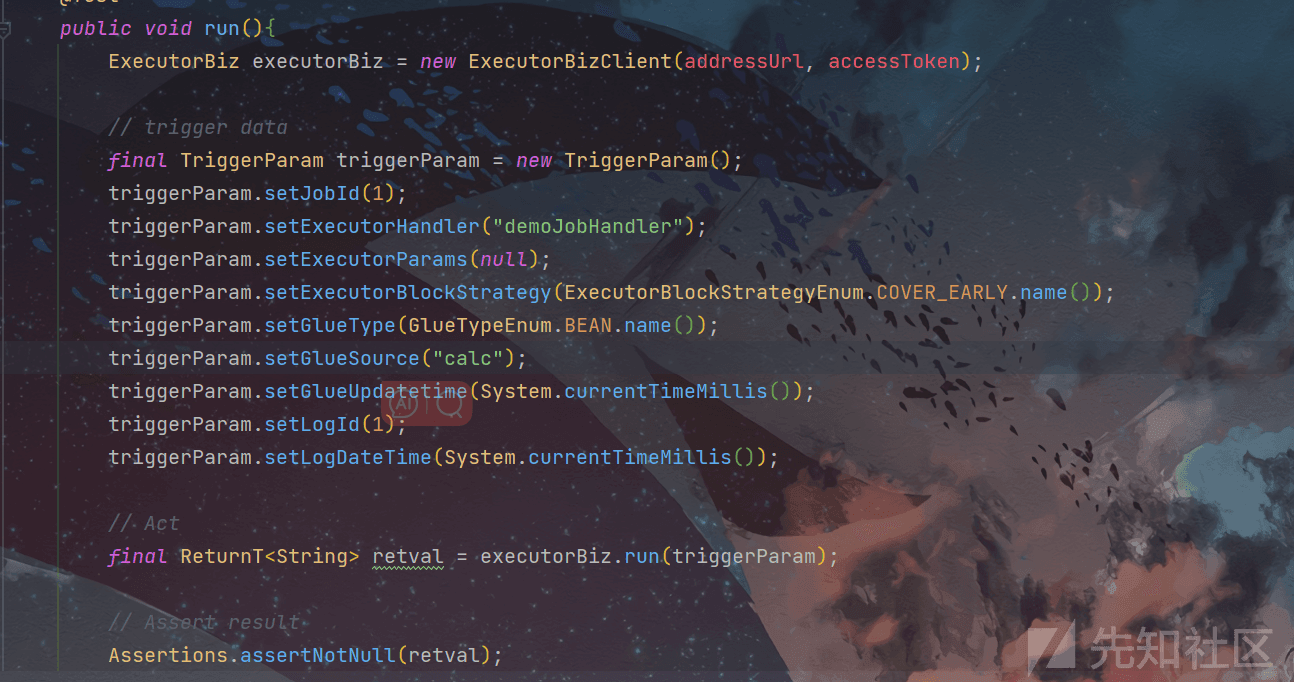 public void run(){
ExecutorBiz executorBiz = new ExecutorBizClient(addressUrl, accessToken);
// trigger data
final TriggerParam triggerParam = new TriggerParam();
triggerParam.setJobId(1);
triggerParam.setExecutorHandler("demoJobHandler");
triggerParam.setExecutorParams(null);
triggerParam.setExecutorBlockStrategy(ExecutorBlockStrategyEnum.COVER_EARLY.name());
triggerParam.setGlueType(GlueTypeEnum.BEAN.name());
triggerParam.setGlueSource("calc");
triggerParam.setGlueUpdatetime(System.currentTimeMillis());
AI
triggerParam.setLogId(1);
triggerParam.setLogDateTime(System.currentTimeMillis());
// Act
final ReturnT<String> retval = executorBiz.run(triggerParam);
// Assert result
Assertions.assertNotNull(retval);
先知社区